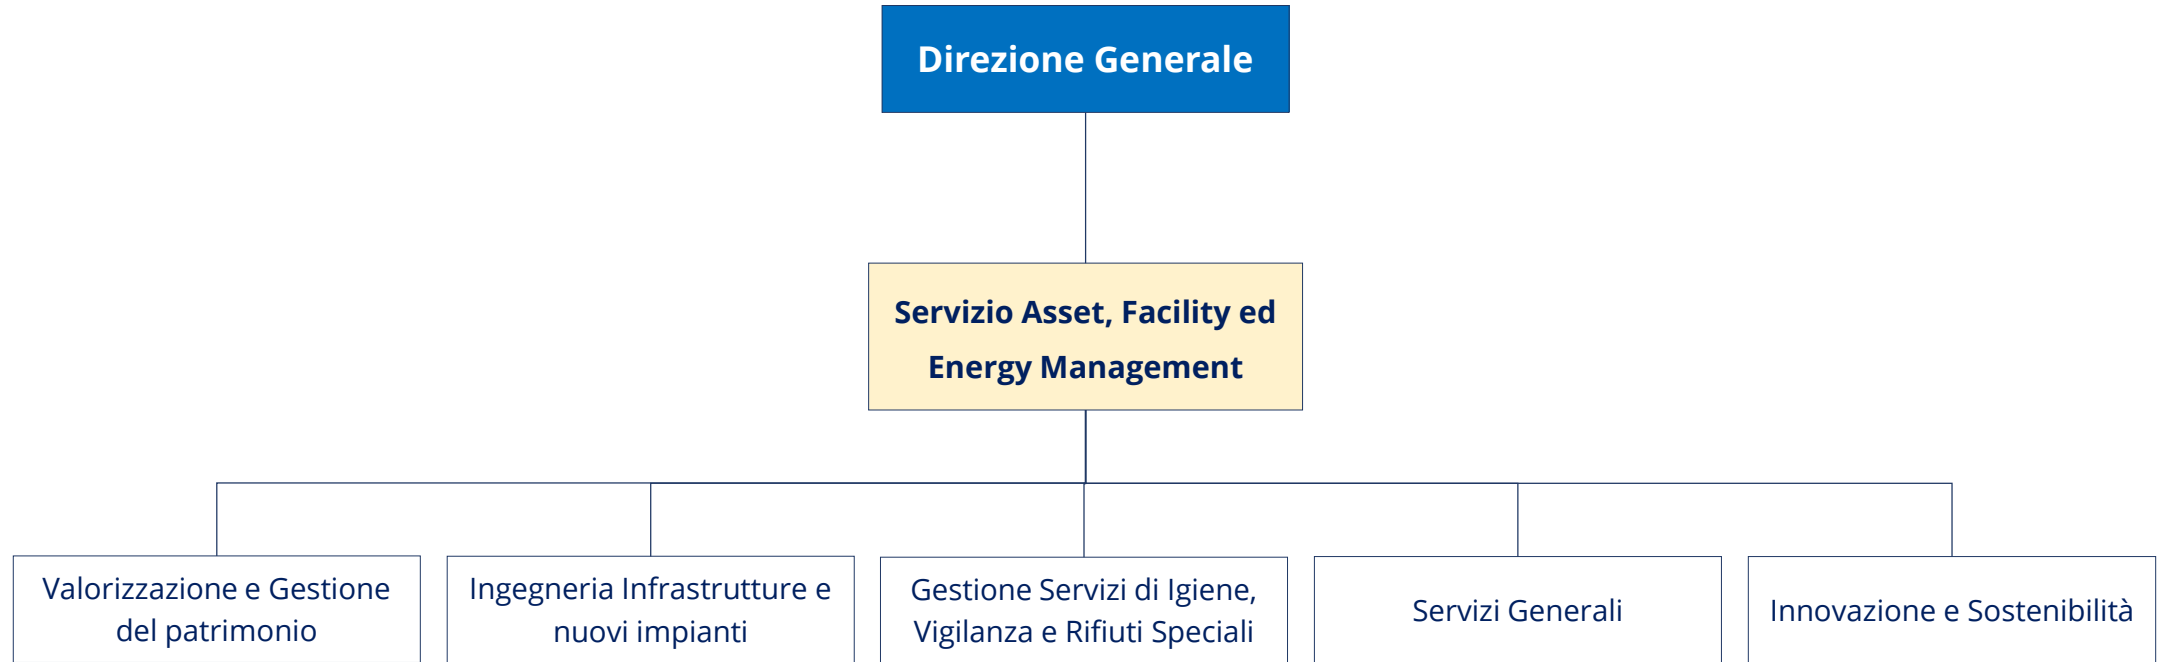 Direzione Generale
Servizio Asset, Facility ed
Energy Management
Valorizzazione e Gestione
del patrimonio
Ingegneria Infrastrutture e
nuovi impianti
Gestione Servizi di Igiene,
Vigilanza e Rifiuti Speciali
Servizi Generali
Innovazione e Sostenibilità